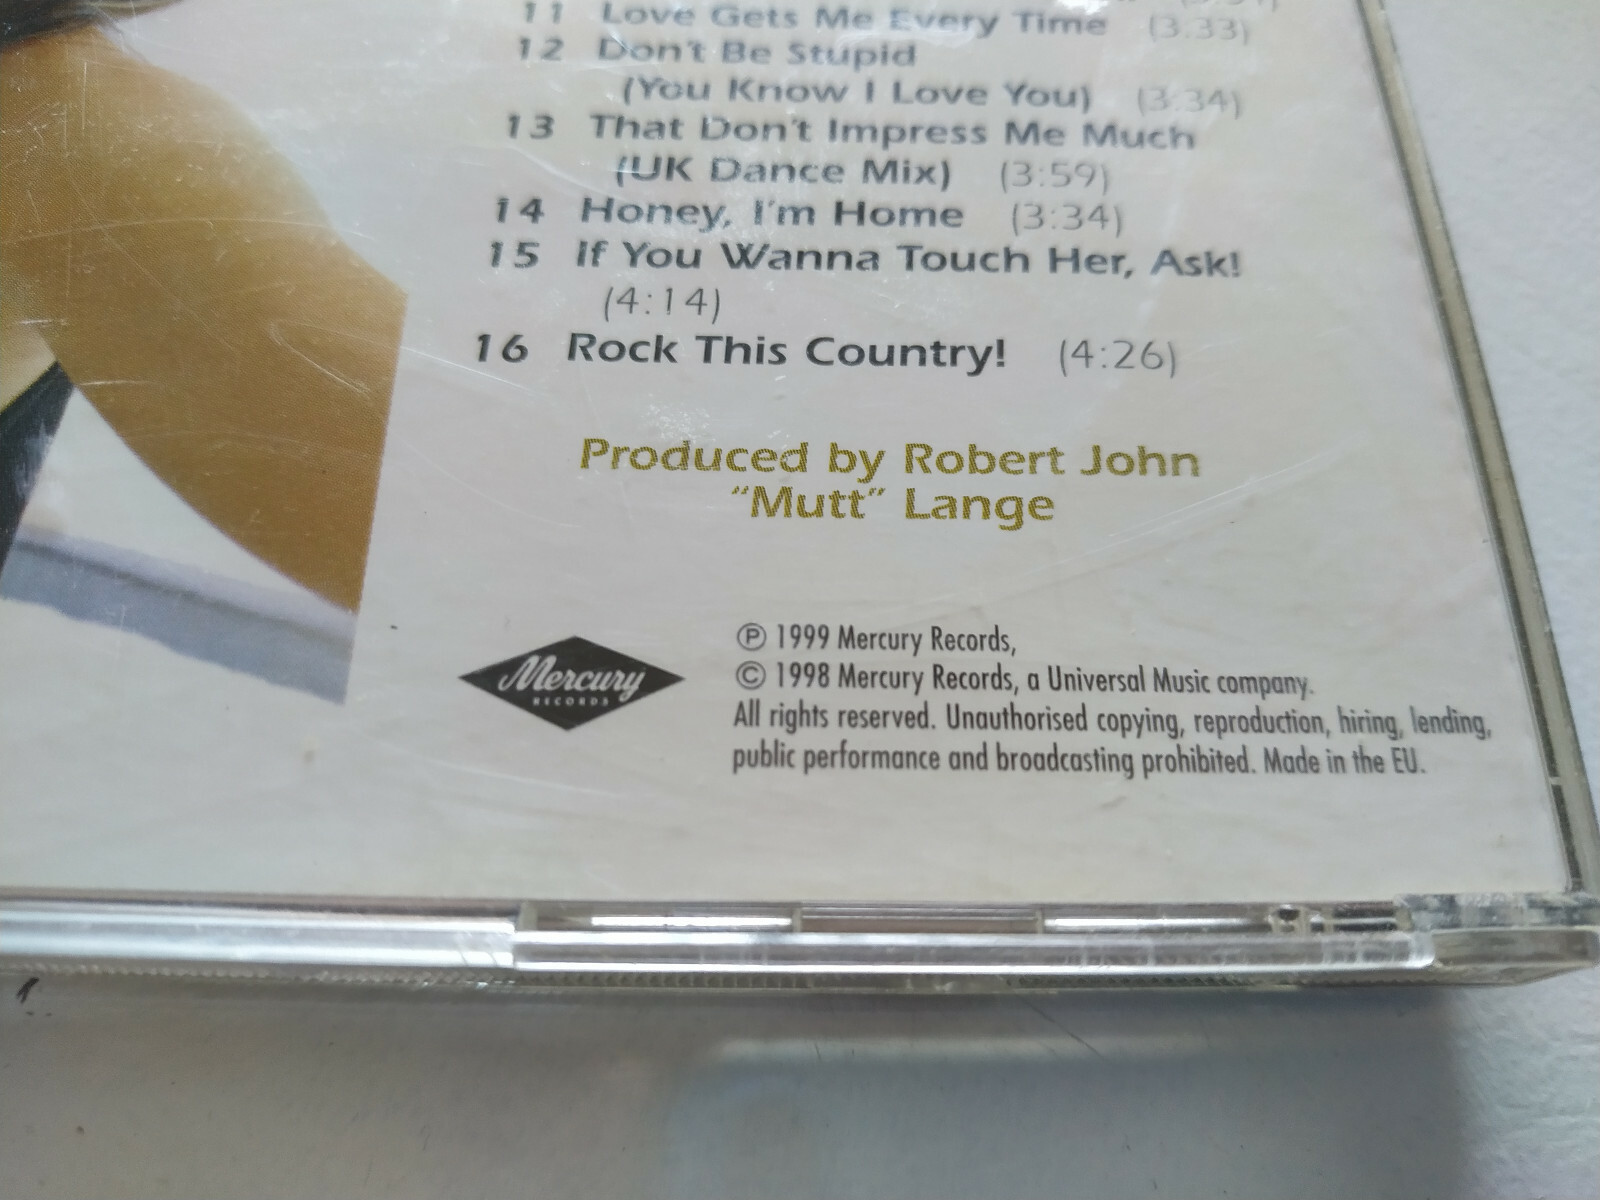 11 Love Gets Me Every Time (3:33)
12 Don't Be Stupid
(You Know I Love You) (3:34)
13 That Don't Impress Me Much
(UK Dance Mix) (3:59)
14 Honey, I'm Home (3:34)
15 If You Wanna Touch Her, Ask!
(4:14)
16 Rock This Country! (4:26)
Produced by Robert John
"Mutt" Lange
Mercury
RECORDS
℗ 1999 Mercury Records,
© 1998 Mercury Records, a Universal Music company.
All rights reserved. Unauthorised copying, reproduction, hiring, lending,
public performance and broadcasting prohibited. Made in the EU.